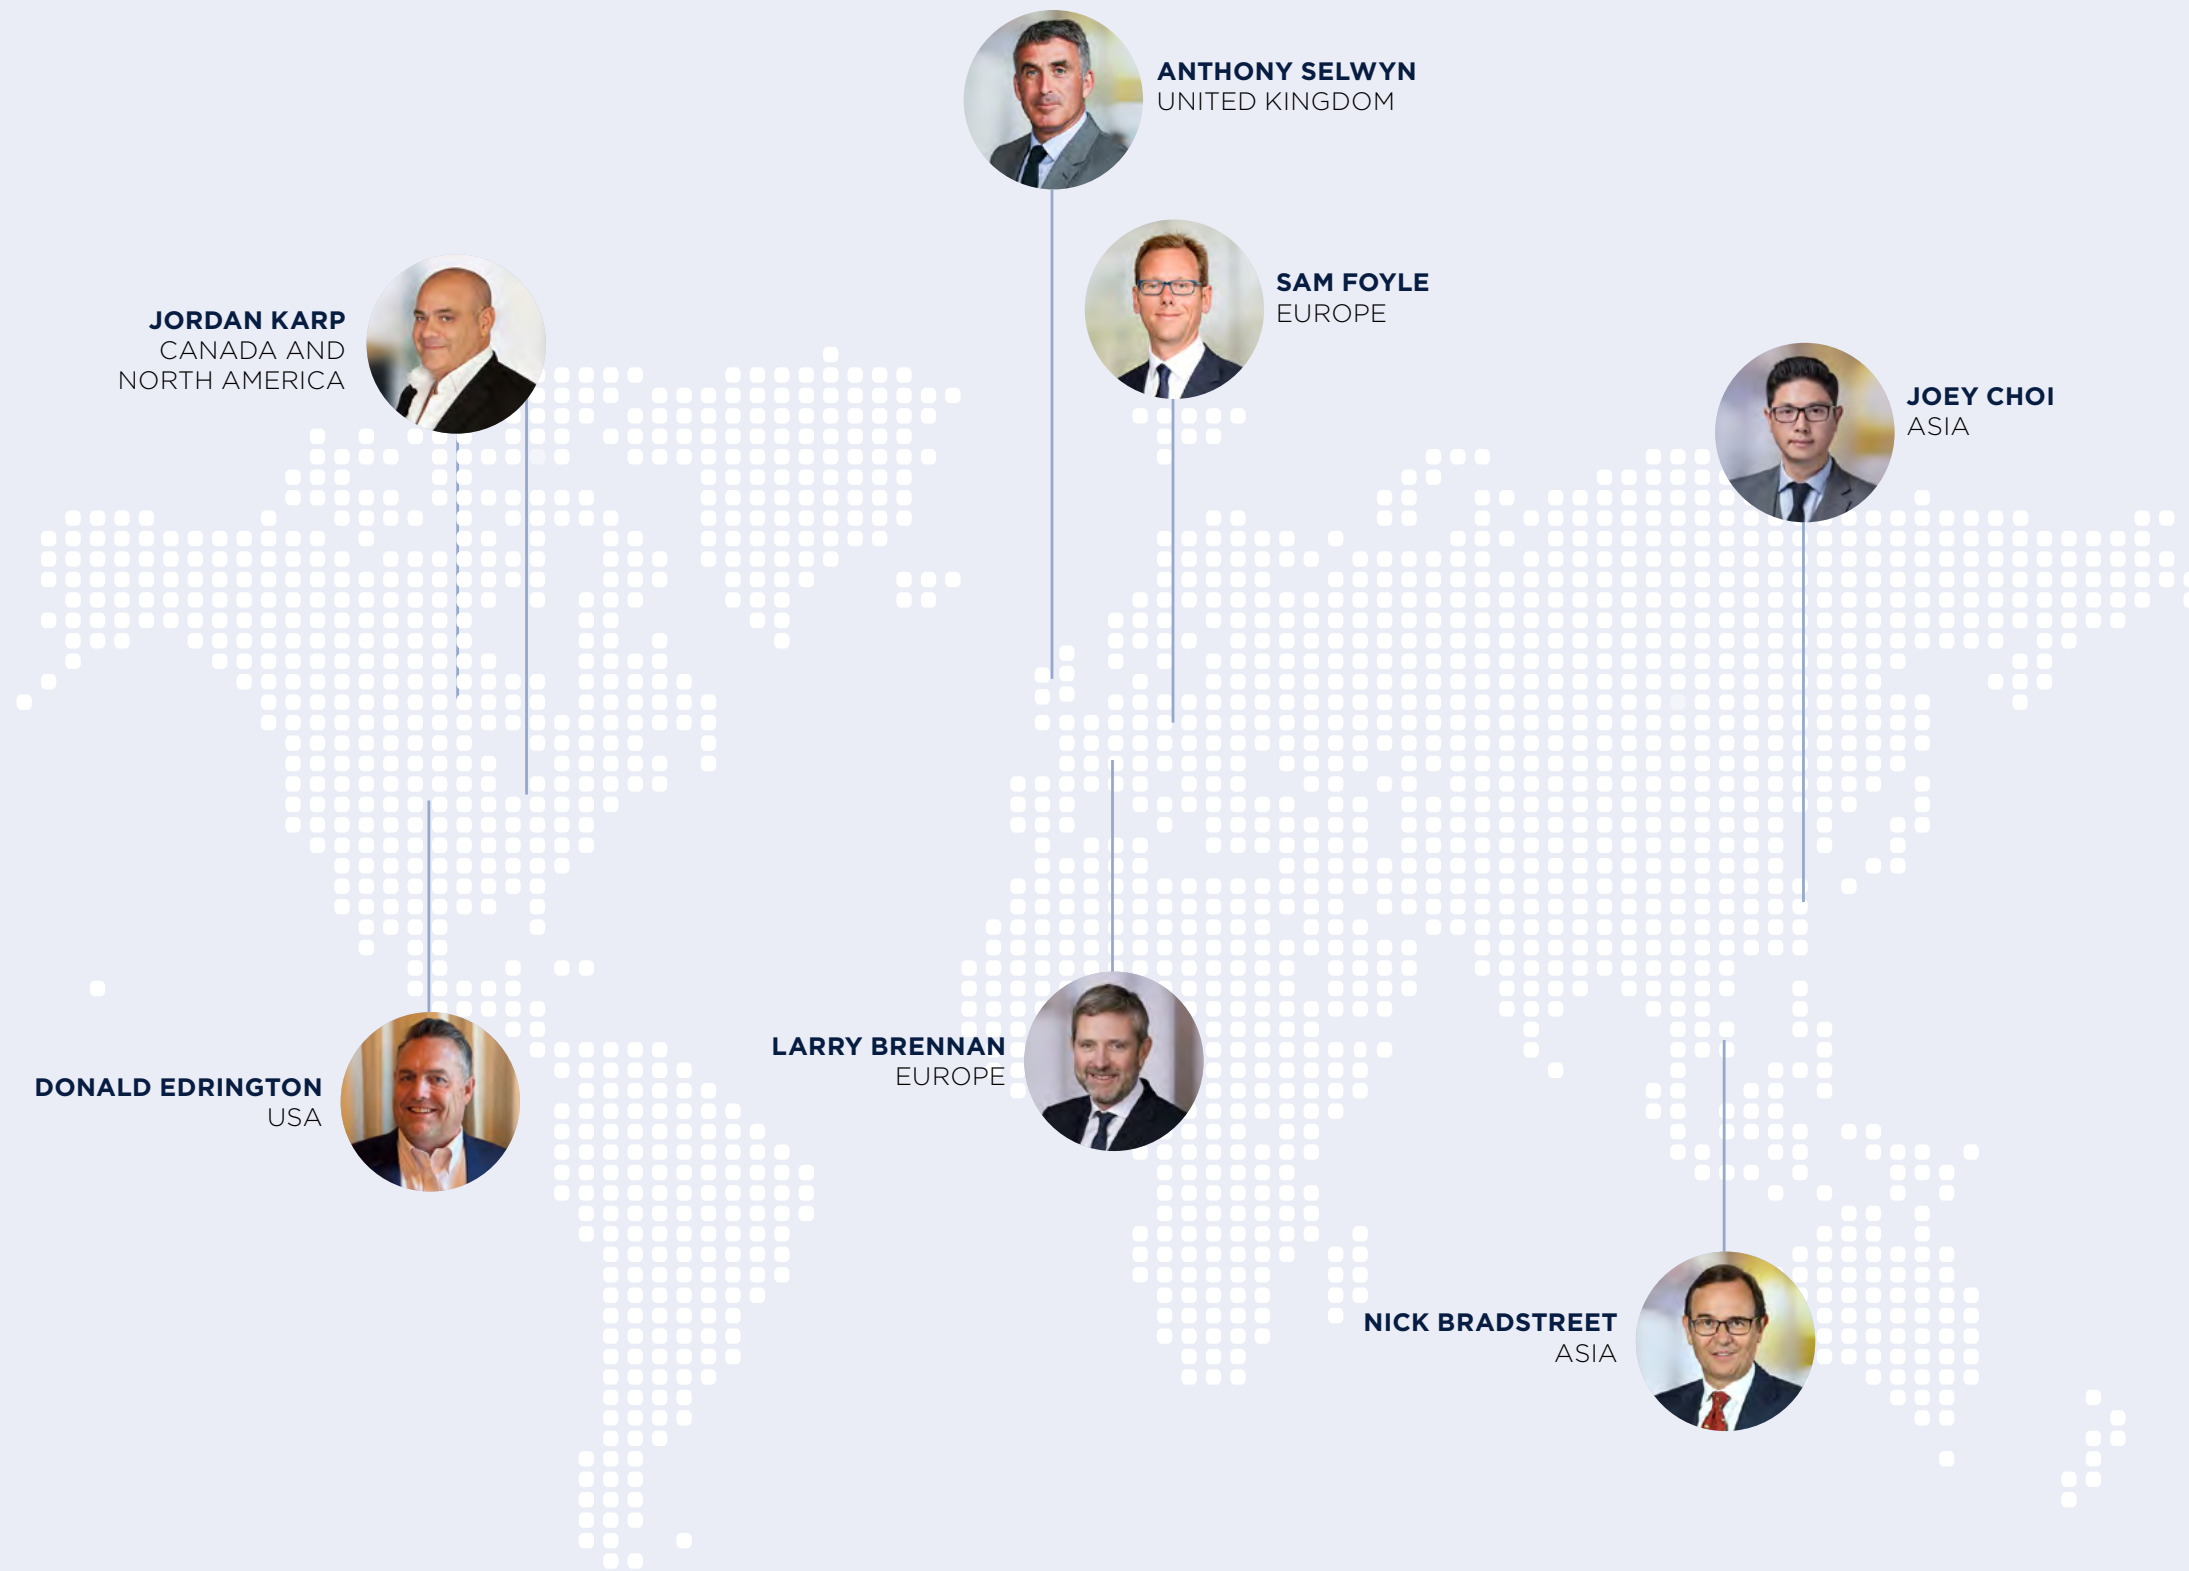 ANTHONY SELWYN
UNITED KINGDOM
SAM FOYLE
EUROPE
JORDAN KARP
CANADA AND
NORTH AMERICA
JOEY CHOI
ASIA
LARRY BRENNAN
EUROPE
DONALD EDRINGTON
USA
NICK BRADSTREET
ASIA